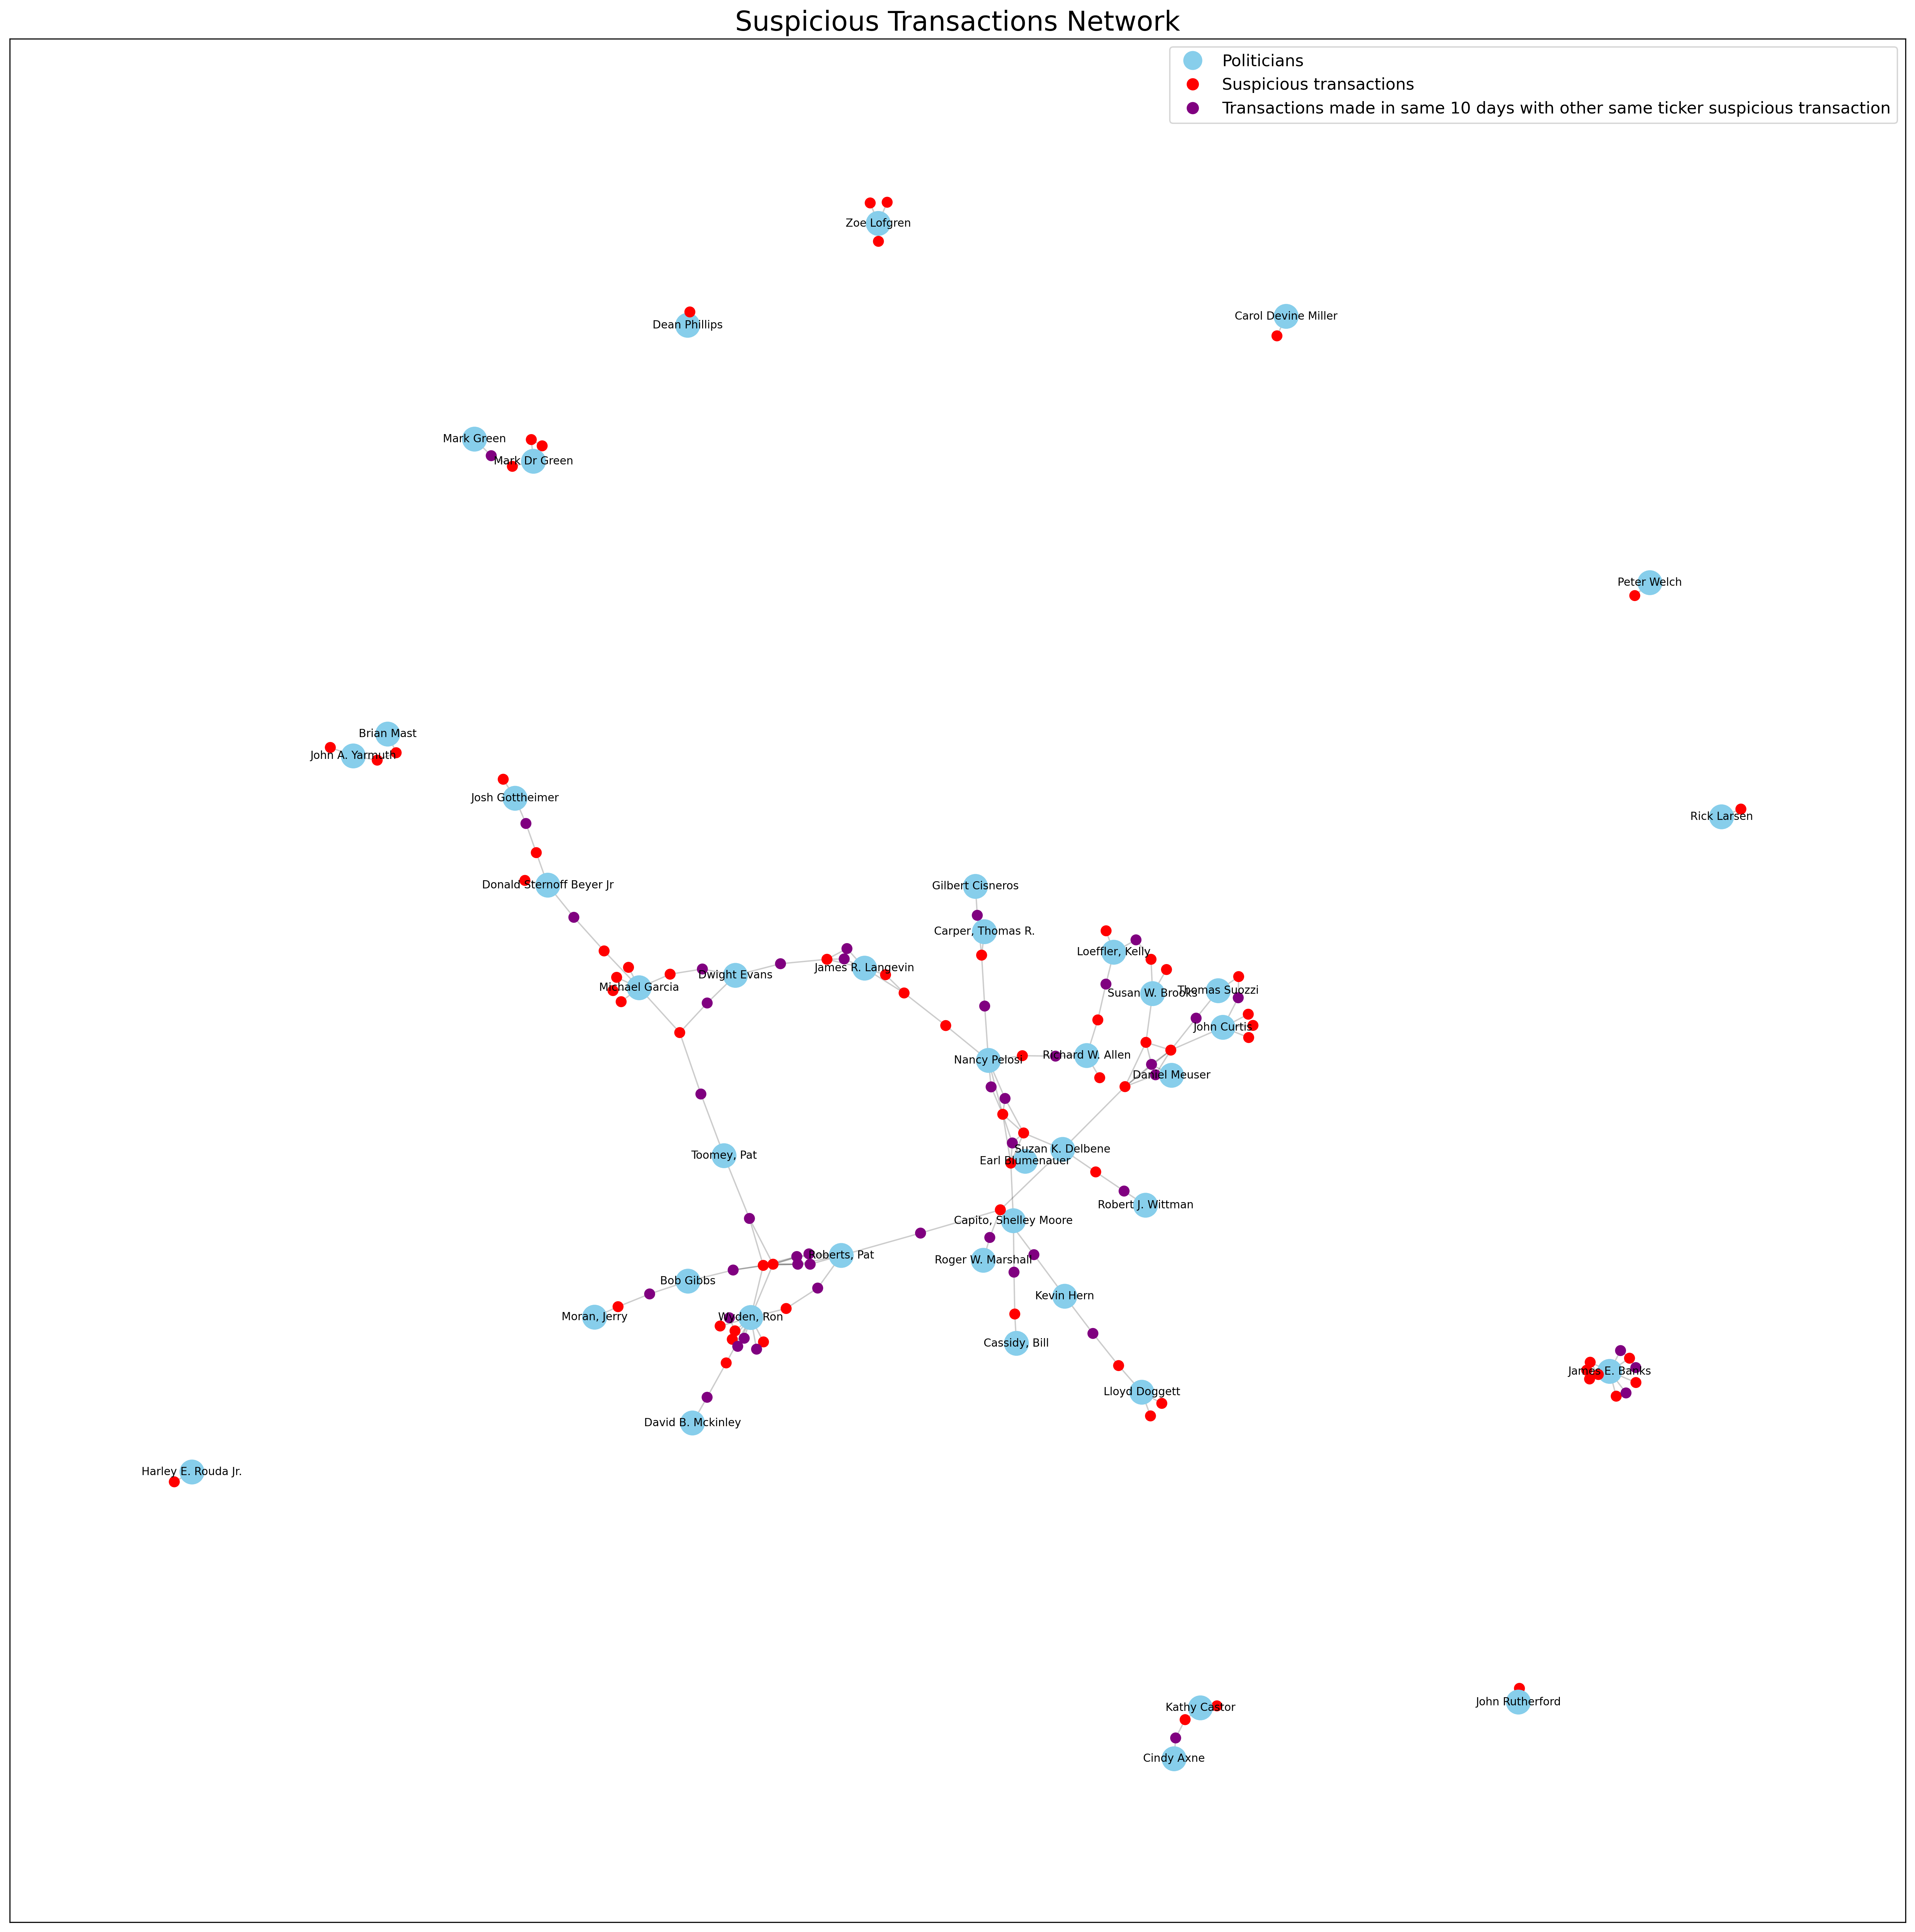 Suspicious Transactions Network
Politicians
Suspicious transactions
Transactions made in same 10 days with other same ticker suspicious transaction
Zoe Lofgren
Carol Devine Miller
Dean Phillips
Mark Green
Mark Dr Green
Peter Welch
Brian Mast
John A. Yarmuth
Josh Gottheimer
Rick Larsen
Donald Sternoff Beyer Jr
Gilbert Cisneros
Carper, Thomas R.
Loeffler, Kelly
James R. Langevin
Dwight Evans
Michael Garcia
Thomas Suozzi
Susan W. Brooks
John Curtis
Richard W. Allen
Nancy Pelosi
Daniel Meuser
Suzan K. Delbene
Toomey, Pat
Earl Blumenauer
Robert J. Wittman
Capito, Shelley Moore
Roberts, Pat
Roger W. Marshall
Bob Gibbs
Kevin Hern
Moran, Jerry
Wyden, Ron
Cassidy, Bill
James E. Banks
Lloyd Doggett
David B. Mckinley
Harley E. Rouda Jr.
John Rutherford
Kathy Castor
Cindy Axne